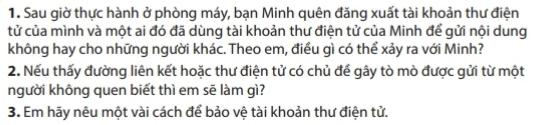 1. Sau giờ thực hành ở phòng máy, bạn Minh quên đăng xuất tài khoản thư điện
tử của mình và một ai đó đã dùng tài khoản thư điện tử của Minh để gửi nội dung
không hay cho những người khác. Theo em, điều gì có thể xảy ra với Minh?
2. Nếu thấy đường liên kết hoặc thư điện tử có chủ đề gây tò mò được gửi từ một
người không quen biết thì em sẽ làm gì?
3. Em hãy nêu một vài cách để bảo vệ tài khoản thư điện tử.